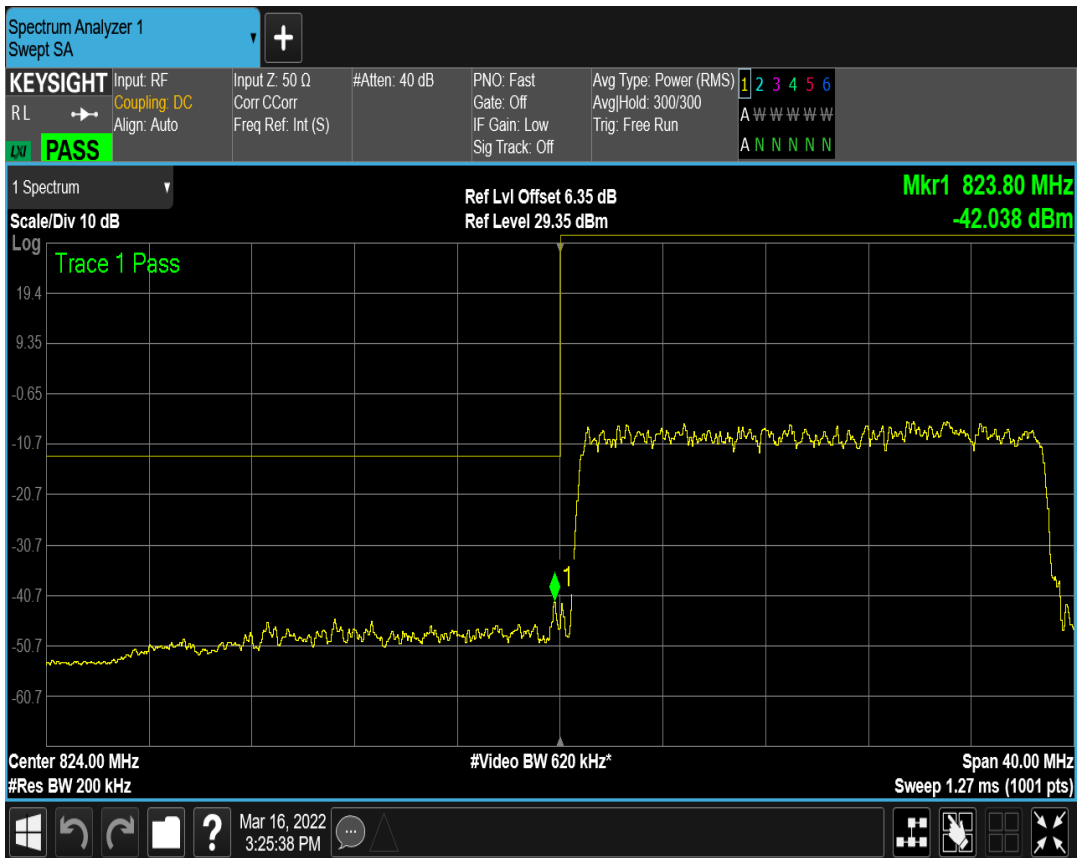 Spectrum Analyzer 1
Swept SA
+
KEYSIGHT
RL
LXI PASS
Input: RF
Coupling: DC
Align: Auto
Input Z: 50 Ω
Corr CCorr
Freq Ref: Int (S)
#Atten: 40 dB
PNO: Fast
Gate: Off
IF Gain: Low
Sig Track: Off
Avg Type: Power (RMS)
Avg|Hold: 300/300
Trig: Free Run
1 2 3 4 5 6
A W W W W W
A N N N N N
1 Spectrum
Scale/Div 10 dB
Ref Lvl Offset 6.35 dB
Ref Level 29.35 dBm
Mkr1 823.80 MHz
-42.038 dBm
Log
Trace 1 Pass
19.4
9.35
-0.65
-10.7
-20.7
-30.7
-40.7
-50.7
-60.7
1
Center 824.00 MHz
#Video BW 620 kHz*
Span 40.00 MHz
#Res BW 200 kHz
Sweep 1.27 ms (1001 pts)
?
Mar 16, 2022
3:25:38 PM